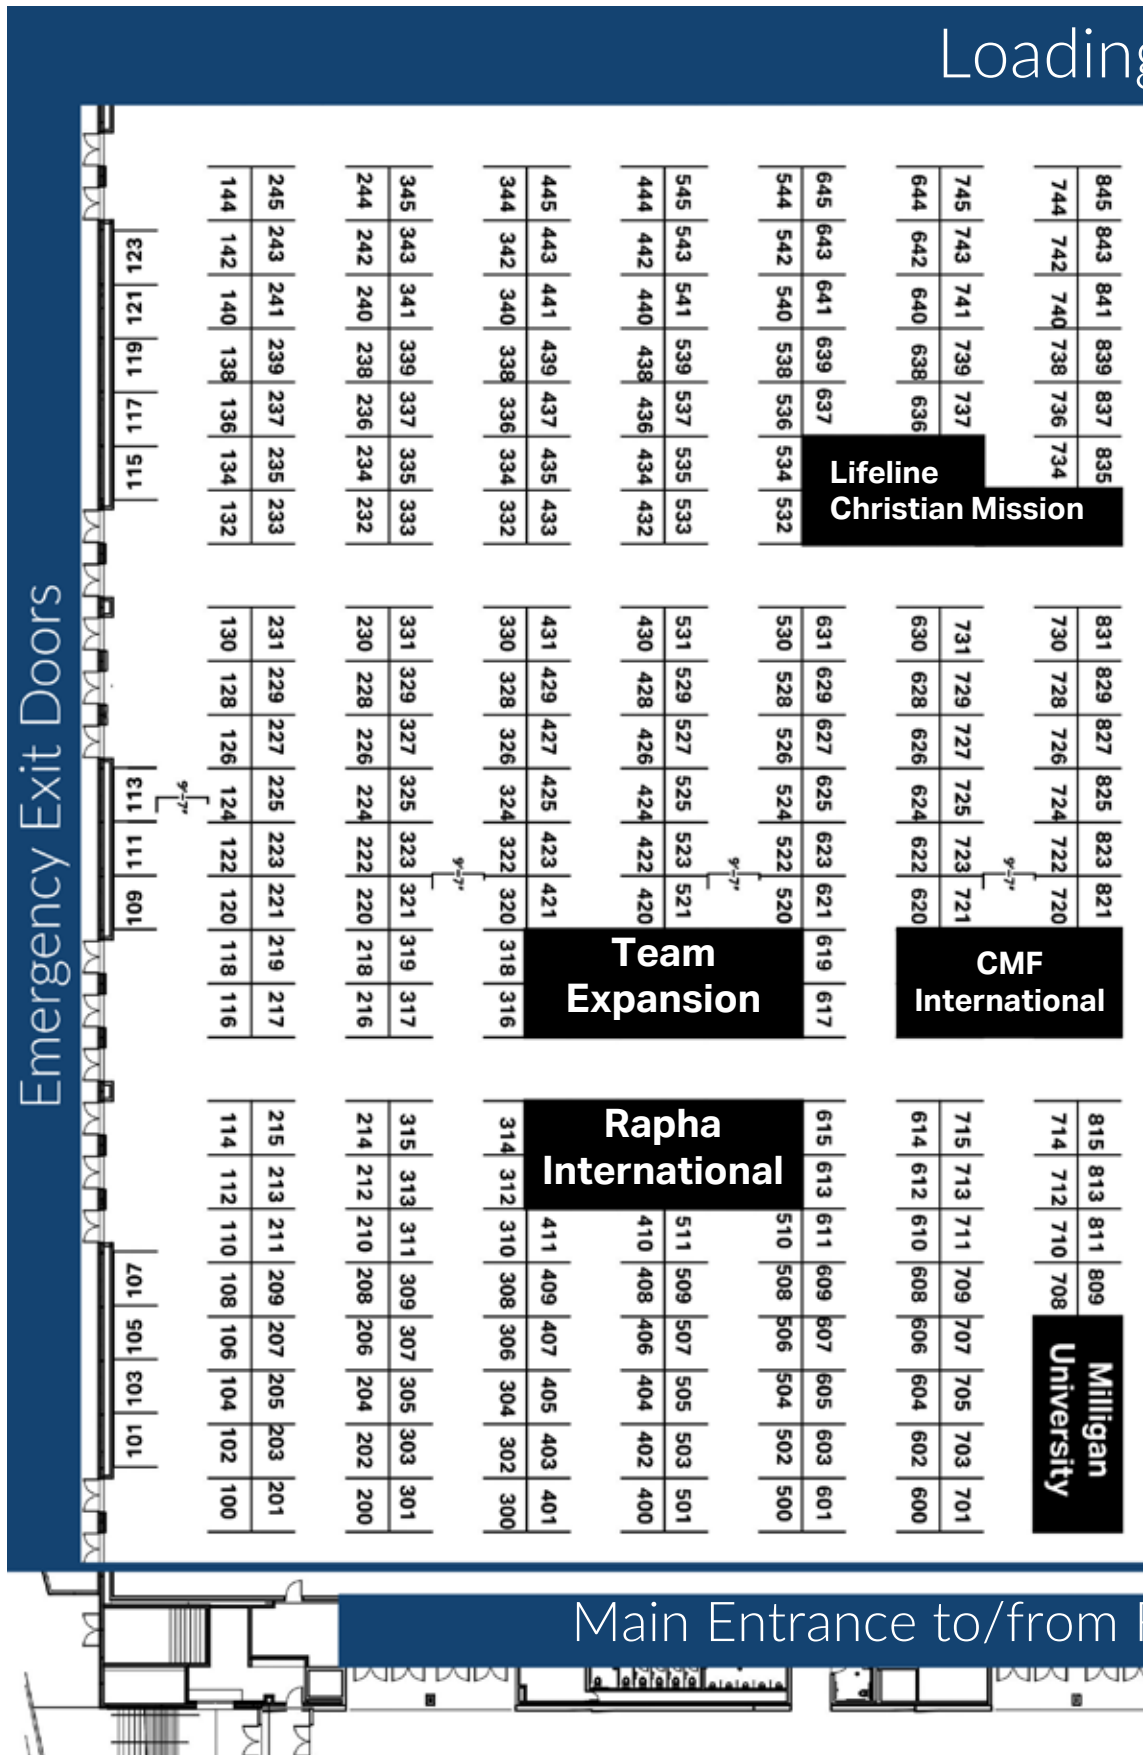 Loading
Emergency Exit Doors
144 245 244 345 344 445 444 545 544 645 644 745 744 845
123 142 243 242 343 342 443 442 543 542 643 642 743 742 843
121 140 241 240 341 340 441 440 541 540 641 640 741 740 841
119 138 239 238 339 338 439 438 539 538 639 638 739 738 839
117 136 237 236 337 336 437 436 537 536 637 636 737 736 837
115 134 235 234 335 334 435 434 535 534 734 835
132 233 232 333 332 433 432 533 532
Lifeline
Christian Mission
130 231 230 331 330 431 430 531 530 631 630 731 730 831
128 229 228 329 328 429 428 529 528 629 628 729 728 829
126 227 226 327 326 427 426 527 526 627 626 727 726 827
113 9'-7" 124 225 224 325 324 425 424 525 524 625 624 725 724 825
111 122 223 222 323 9'-7" 322 423 422 523 9'-7" 522 623 622 723 9'-7" 722 823
109 120 221 220 321 320 421 420 521 520 621 620 721 720 821
118 219 218 319 318 619
116 217 216 317 316 617
Team
Expansion
CMF
International
114 215 214 315 314 615 614 715 714 815
112 213 212 313 312 613 612 713 712 813
Rapha
International
110 211 210 311 310 411 410 511 510 611 610 711 710 811
107 108 209 208 309 308 409 408 509 508 609 608 709 708 809
105 106 207 206 307 306 407 406 507 506 607 606 707
103 104 205 204 305 304 405 404 505 504 605 604 705
101 102 203 202 303 302 403 402 503 502 603 602 703
100 201 200 301 300 401 400 501 500 601 600 701
Milligan
University
Main Entrance to/from